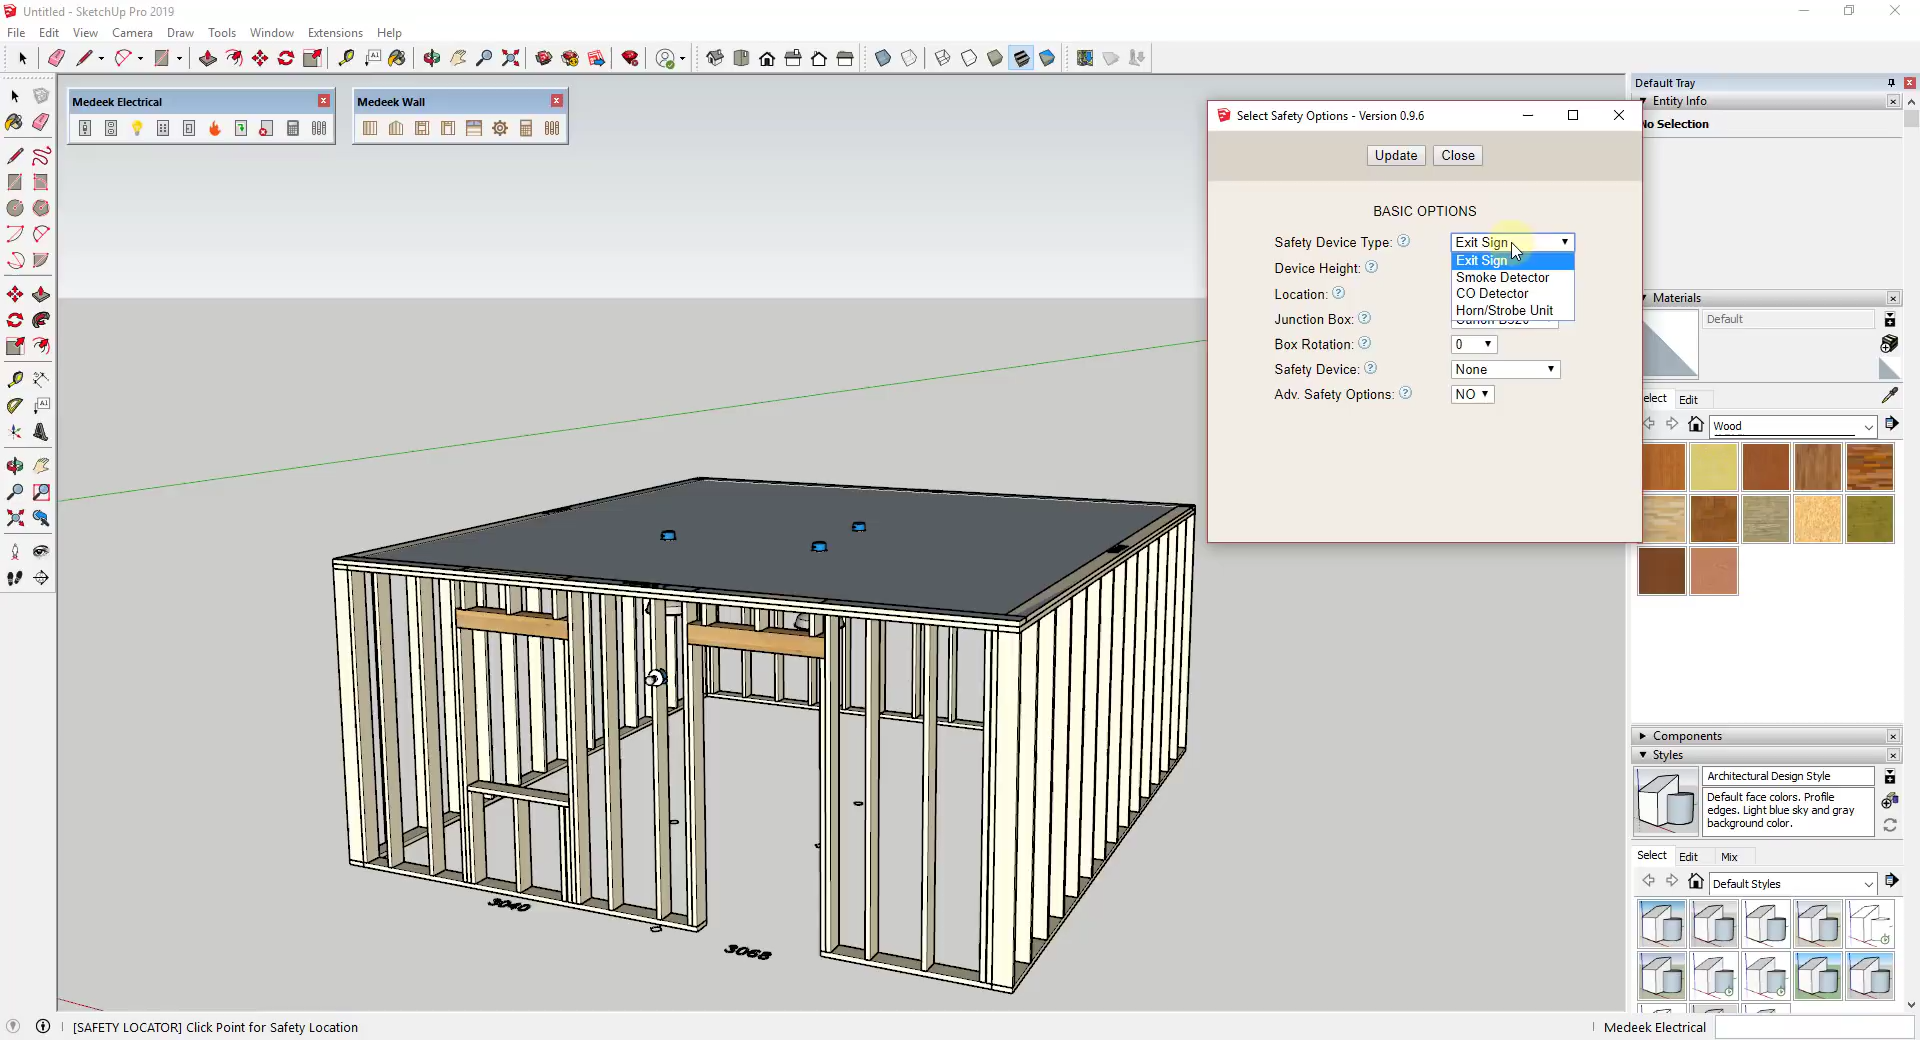 Untitled - SketchUp Pro 2019
File Edit View Camera Draw Tools Window Extensions Help
Medeek Electrical
Medeek Wall
Select Safety Options - Version 0.9.6
Update Close
BASIC OPTIONS
Safety Device Type: Exit Sign
Exit Sign
Smoke Detector
CO Detector
Horn/Strobe Unit
Device Height:
Location:
Junction Box:
Box Rotation: 0
Safety Device: None
Adv. Safety Options: NO
Default Tray
Entity Info
No Selection
Materials
Default
Select Edit
Wood
Components
Styles
Architectural Design Style
Default face colors. Profile
edges. Light blue sky and gray
background color.
Select Edit Mix
Default Styles
3040
3068
[SAFETY LOCATOR] Click Point for Safety Location
Medeek Electrical